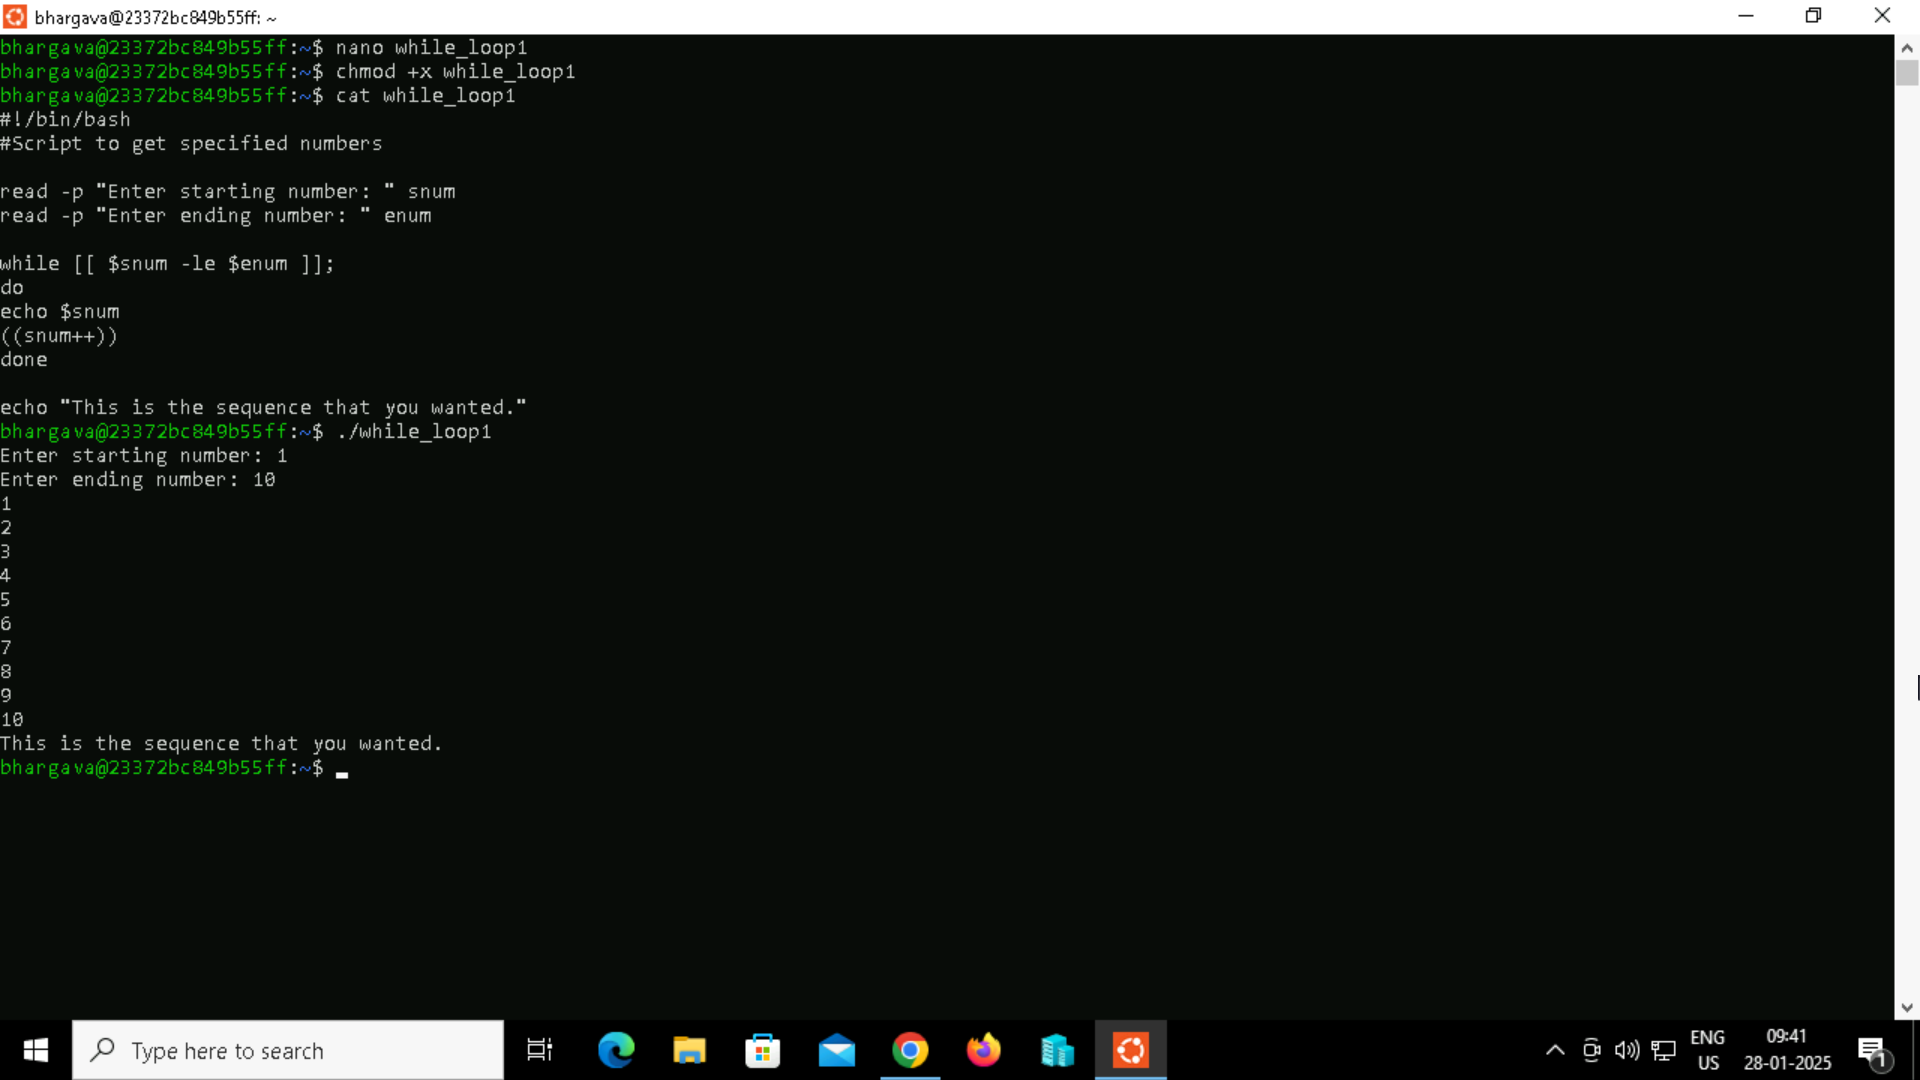 bhargava@23372bc849b55ff: ~
bhargava@23372bc849b55ff:~$ nano while_loop1
bhargava@23372bc849b55ff:~$ chmod +x while_loop1
bhargava@23372bc849b55ff:~$ cat while_loop1
#!/bin/bash
#Script to get specified numbers
read -p "Enter starting number: " snum
read -p "Enter ending number: " enum
while [[ $snum -le $enum ]];
do
echo $snum
((snum++))
done
echo "This is the sequence that you wanted."
bhargava@23372bc849b55ff:~$ ./while_loop1
Enter starting number: 1
Enter ending number: 10
1
2
3
4
5
6
7
8
9
10
This is the sequence that you wanted.
bhargava@23372bc849b55ff:~$
Type here to search
ENG
US
09:41
28-01-2025
1